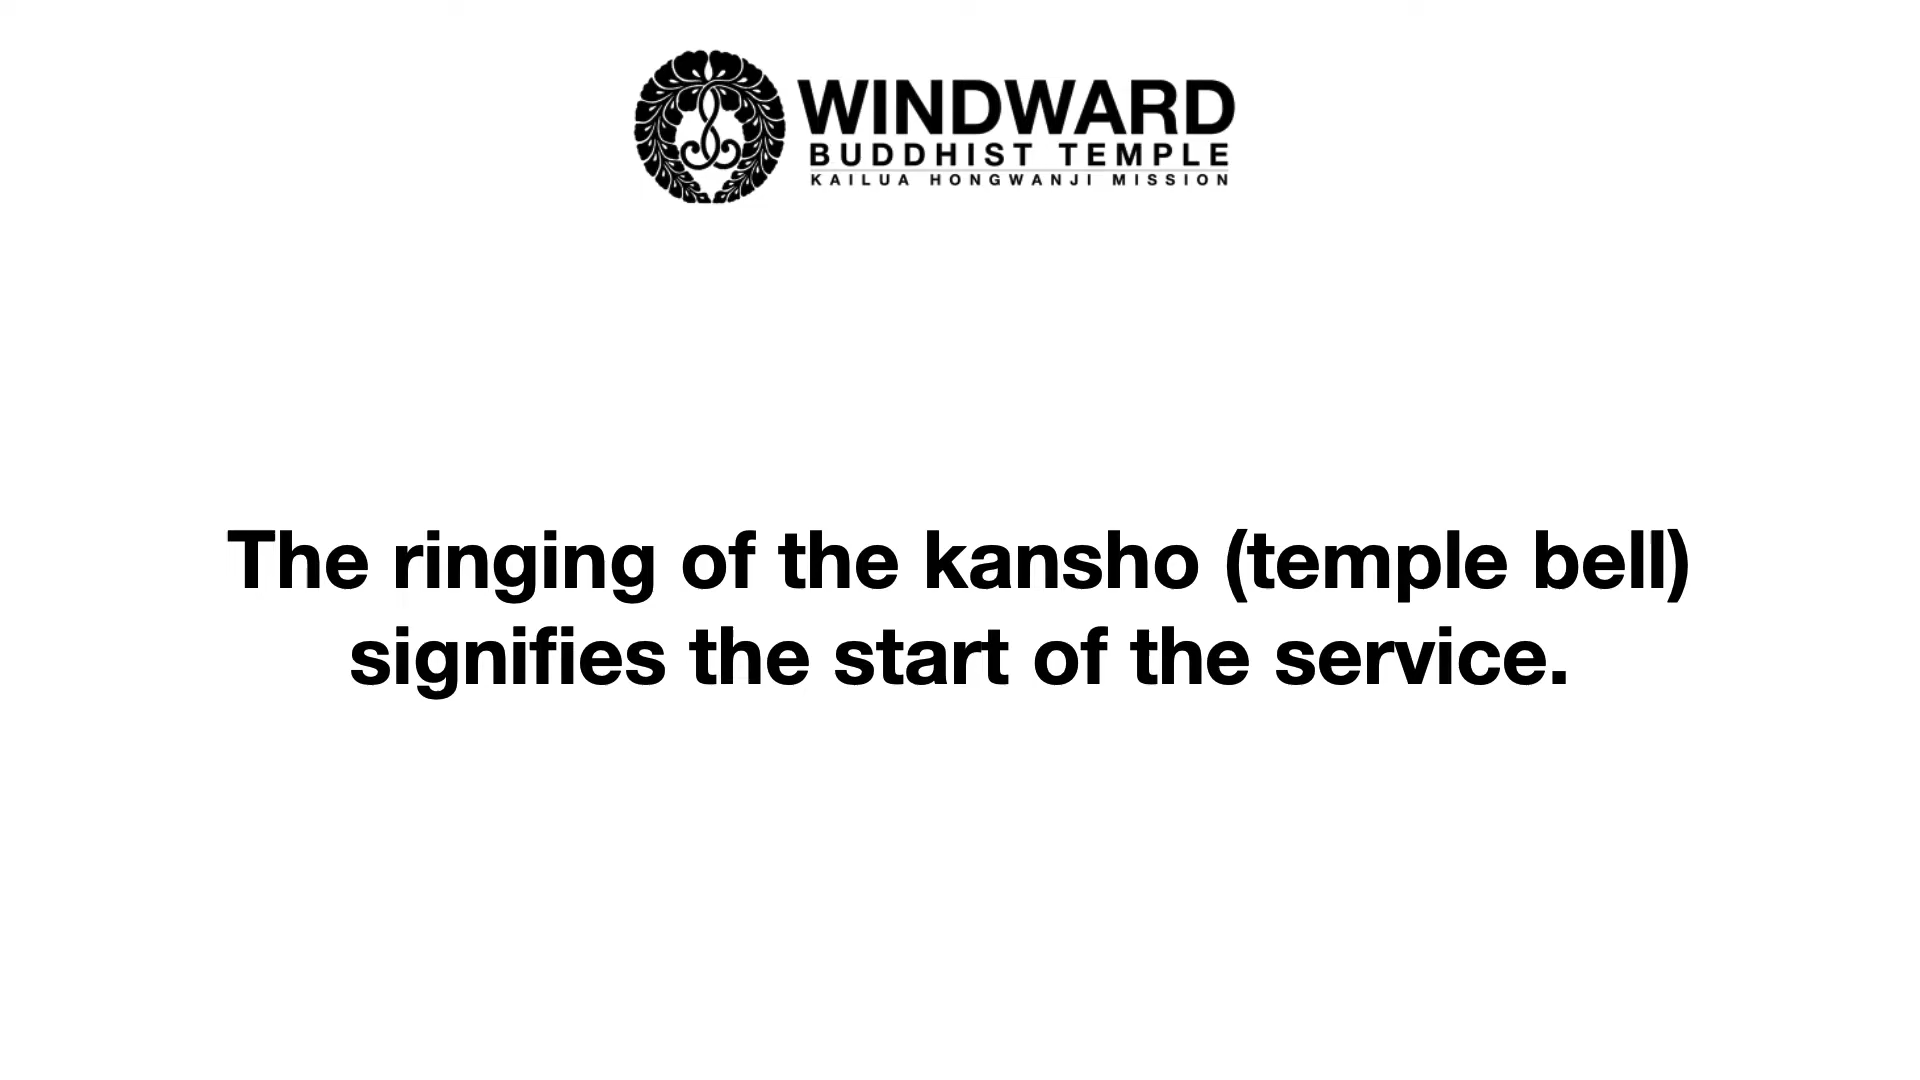 WINDWARD
BUDDHIST TEMPLE
KAILUA HONGWANJI MISSION
The ringing of the kansho (temple bell)
signifies the start of the service.